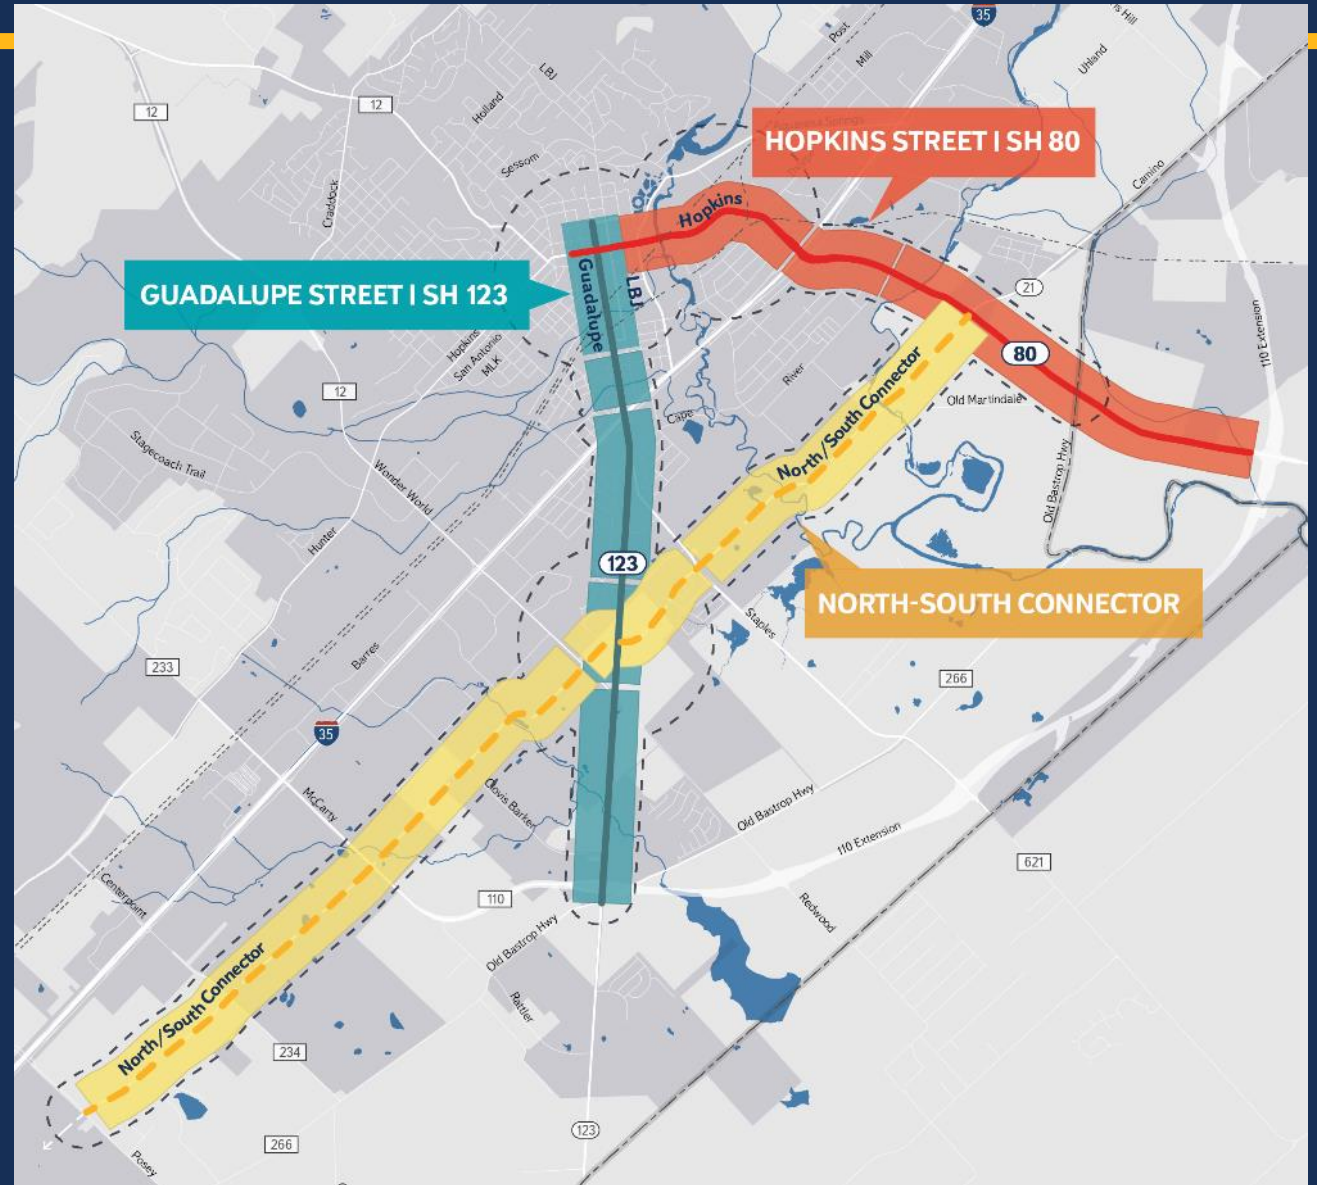 35
Post
Mill
Uhland
LBJ
12
12
Holland
Sessom
Craddock
HOPKINS STREET | SH 80
Camino
Hopkins
GUADALUPE STREET | SH 123
Guadalupe
LBJ
21
110 Extension
80
Hopkins
San Antonio
MLK
12
River
North/South Connector
Old Martindale
Cape
Stagecoach Trail
Wonder World
Old Bastrop Hwy
Hunter
123
NORTH-SOUTH CONNECTOR
Staples
Barnes
233
266
35
McCarty
Clovis Barker
Old Bastrop Hwy
110 Extension
621
Centerpoint
110
Redwood
Old Bastrop Hwy
North/South Connector
Rattler
234
123
266
Posey